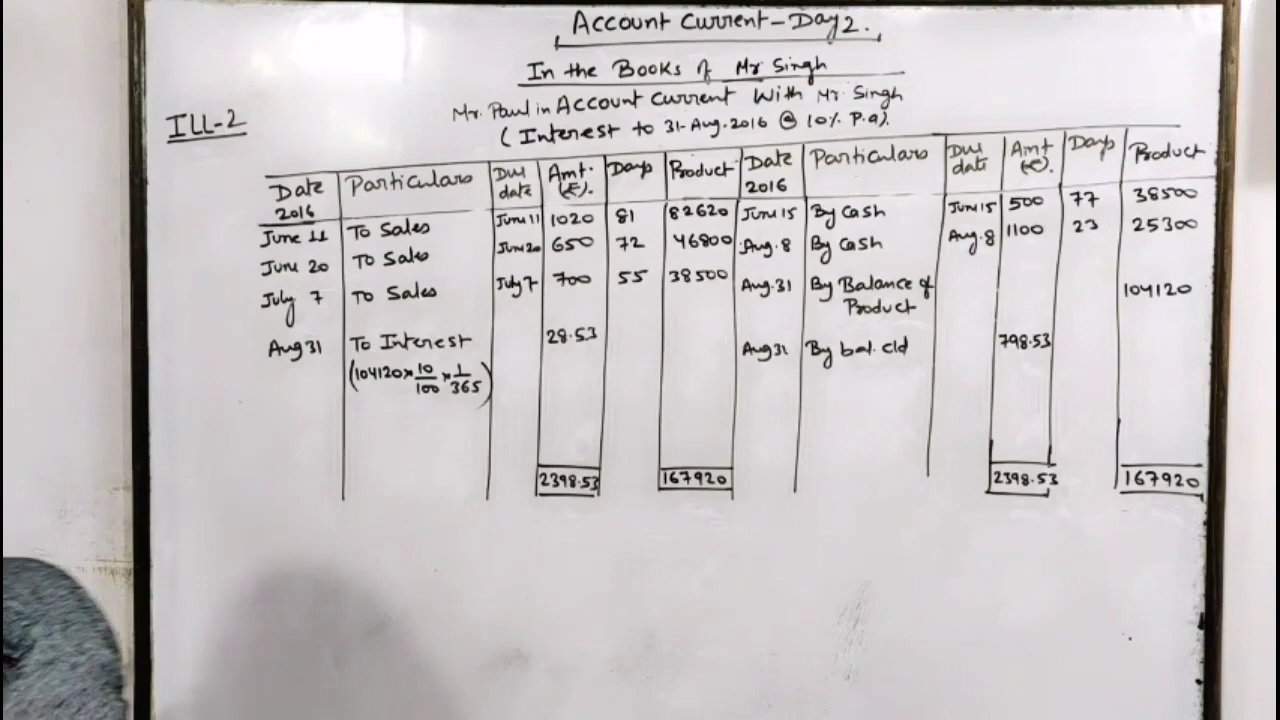 Account Current - Day 2.
In the Books of Mr Singh
ILL-2
Mr. Paul in Account Current With Mr. Singh
(Interest to 31-Aug-2016 @ 10% P.a).
Date 2016 Particulars Due date Amt. (₹). Days Product Date 2016 Particulars Due date Amt (₹). Days Product
June 11 To Sales June 11 1020 81 82620 June 15 By Cash June 15 500 77 38500
June 20 To Sales June 20 650 72 46800 Aug. 8 By Cash Aug. 8 1100 23 25300
July 7 To Sales July 7 700 55 38500 Aug. 31 By Balance of Product 104120
Aug 31 To Interest 28.53 Aug 31 By bal. c/d 798.53
(104120 × 10/100 × 1/365)
2398.53 167920 2398.53 167920